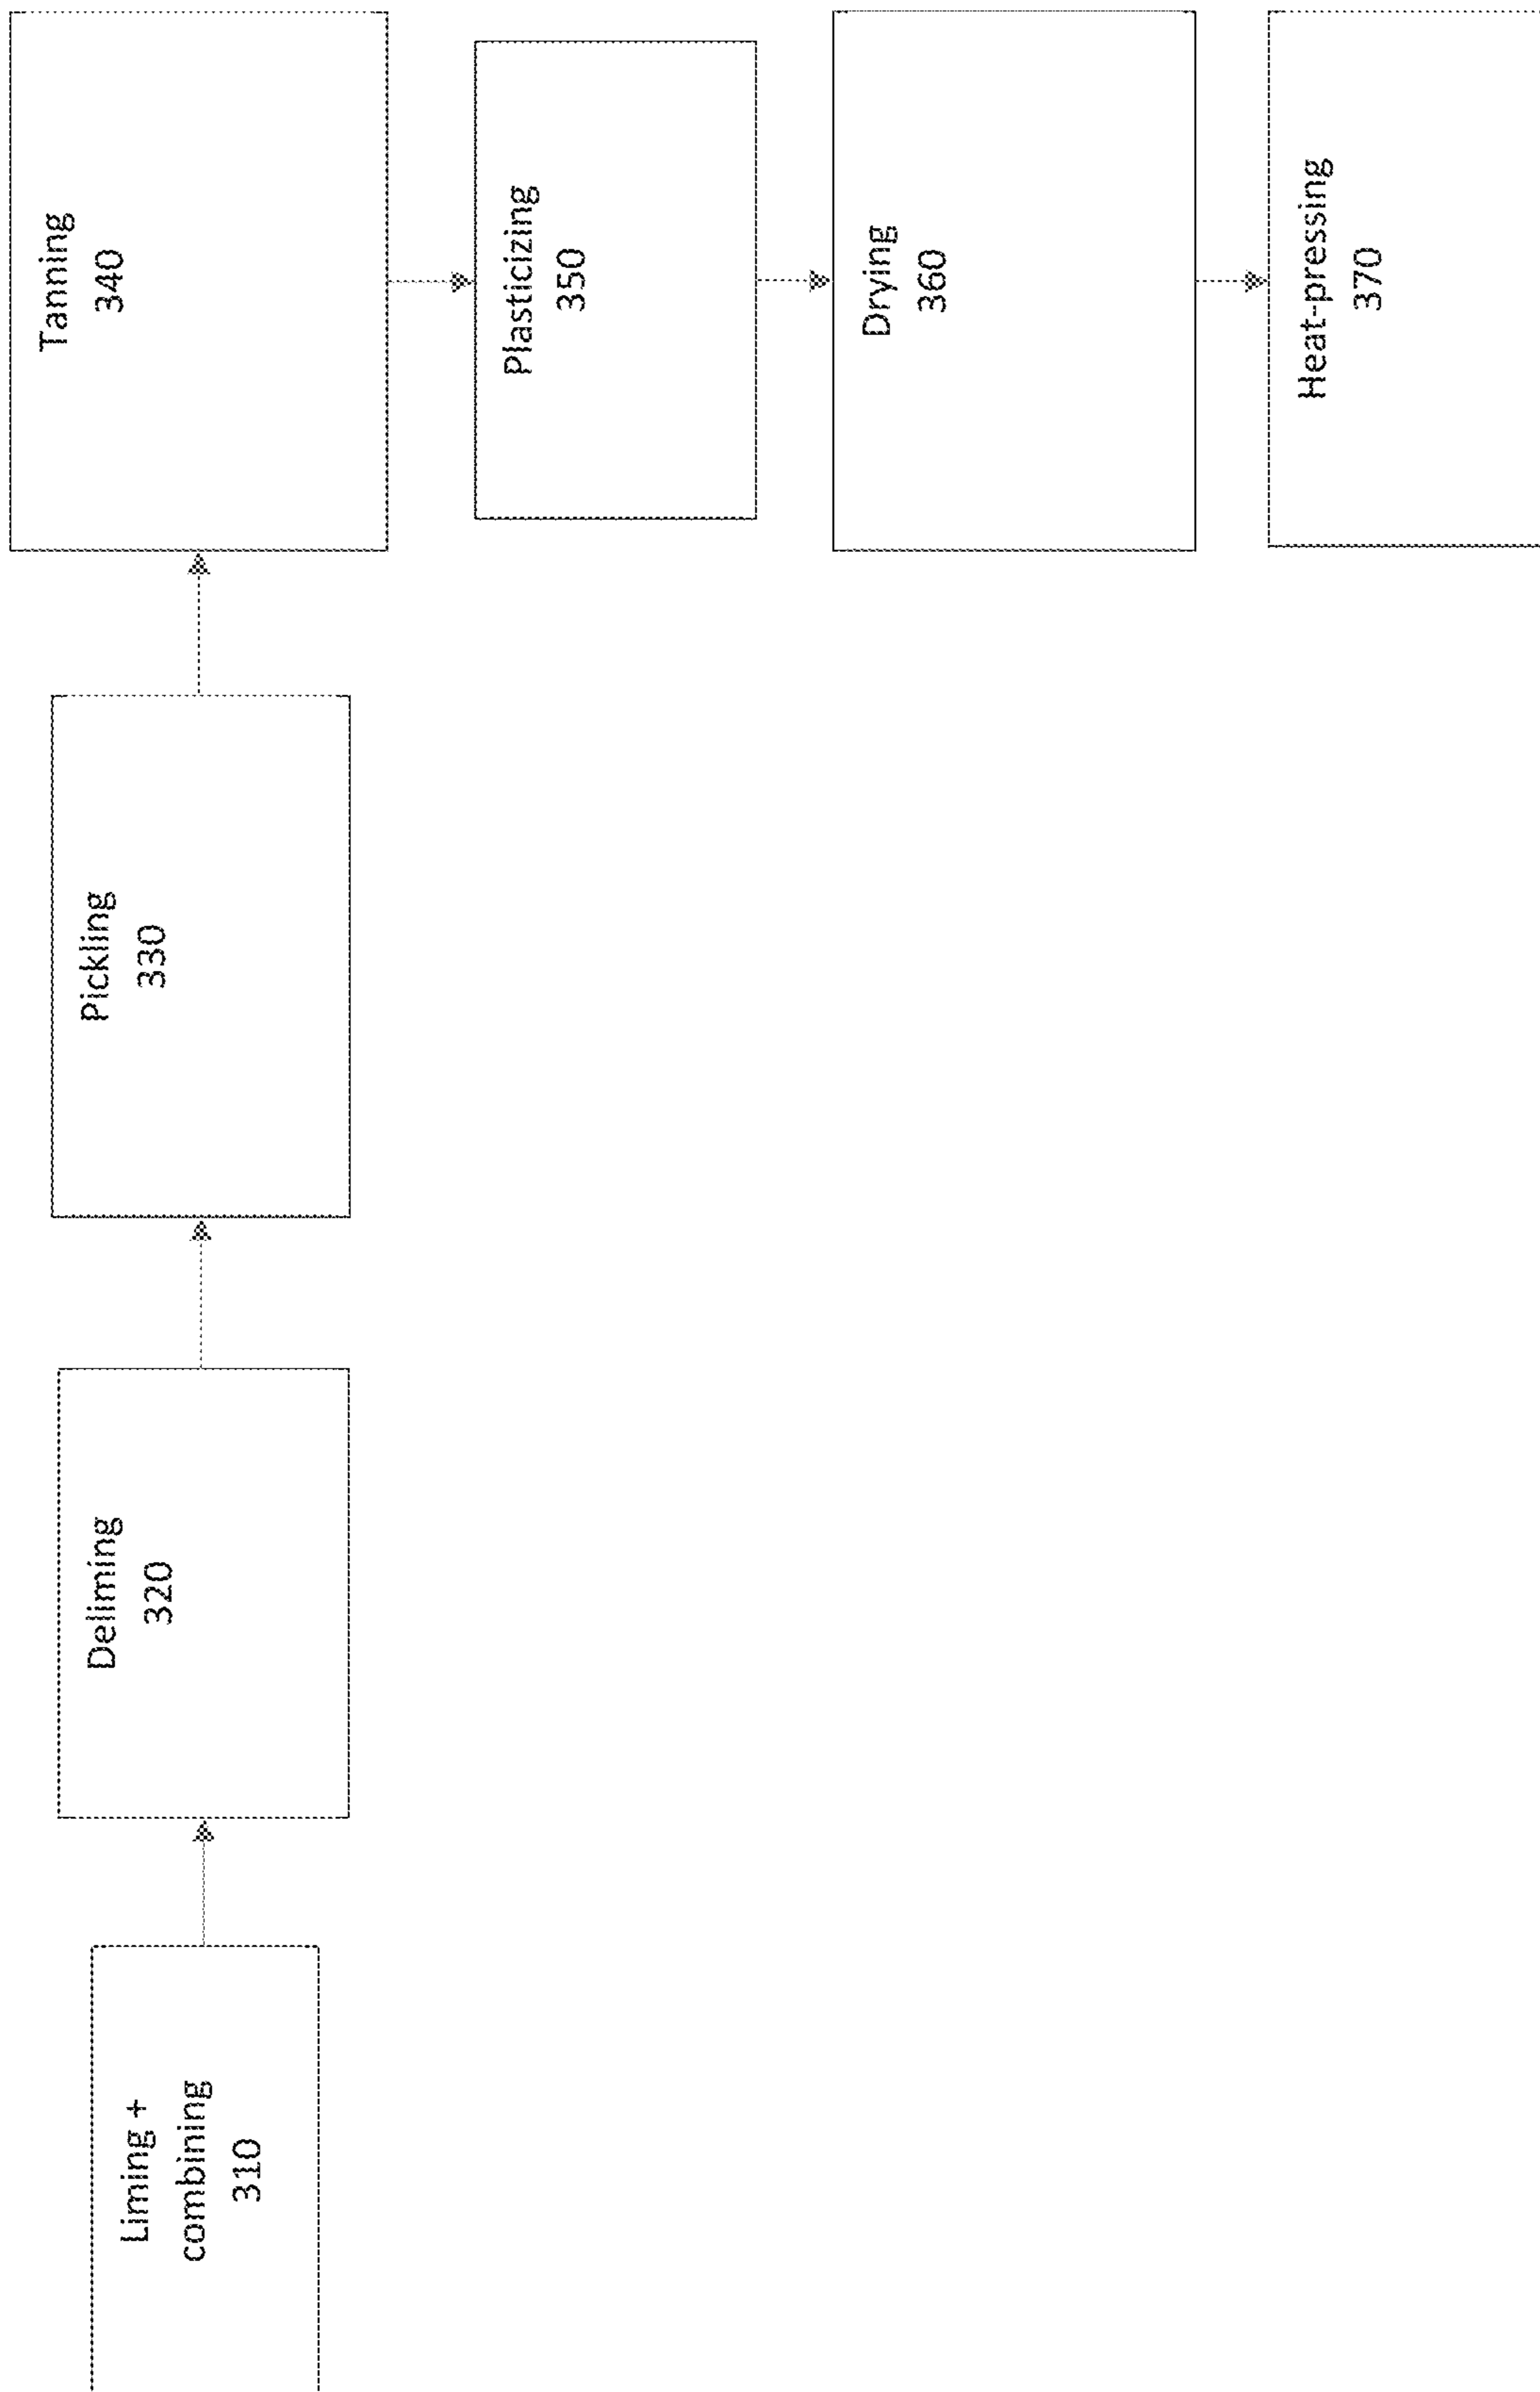 Liming +
combining
310
Deliming
320
Pickling
330
Tanning
340
Plasticizing
350
Drying
360
Heat-pressing
370